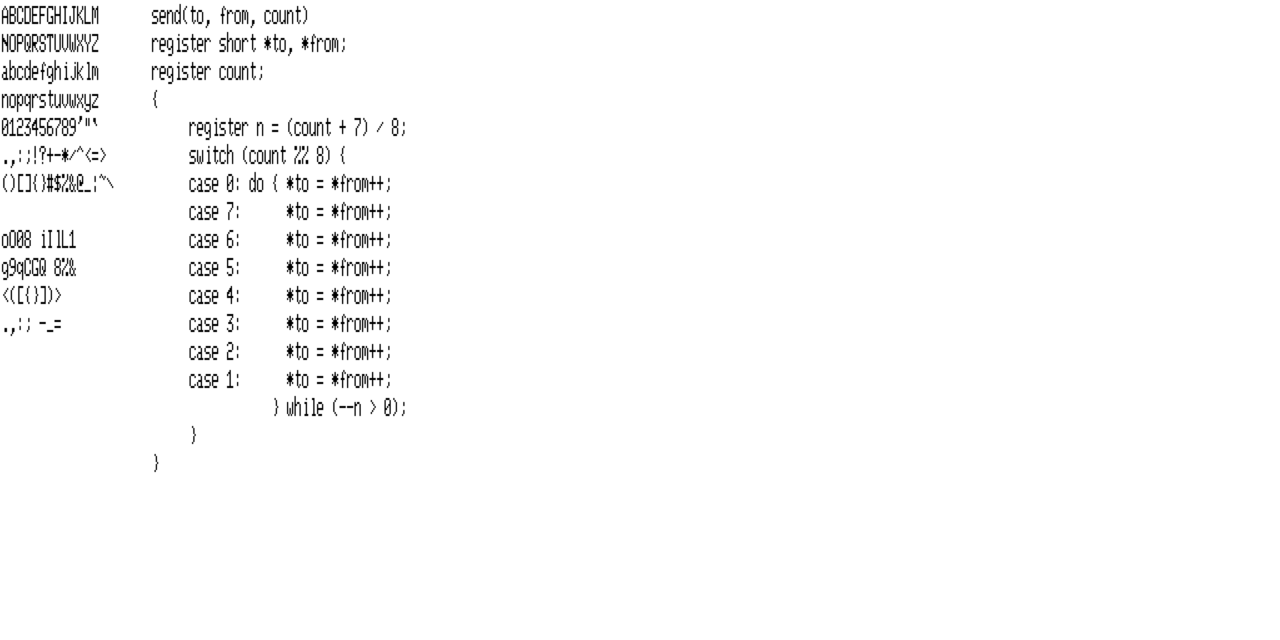 ABCDEFGHIJKLM
NOPQRSTUVWXYZ
abcdefghijklm
nopqrstuvwxyz
0123456789'"`
.,:;!?+-*/^<=>
()[]{}#$%&@_¦~\
oO08 iIlL1
g9qCGQ 8%&
<([{}])>
.,:; -_=
send(to, from, count)
register short *to, *from;
register count;
{
    register n = (count + 7) / 8;
    switch (count %% 8) {
    case 0: do { *to = *from++;
    case 7:      *to = *from++;
    case 6:      *to = *from++;
    case 5:      *to = *from++;
    case 4:      *to = *from++;
    case 3:      *to = *from++;
    case 2:      *to = *from++;
    case 1:      *to = *from++;
               } while (--n > 0);
    }
}